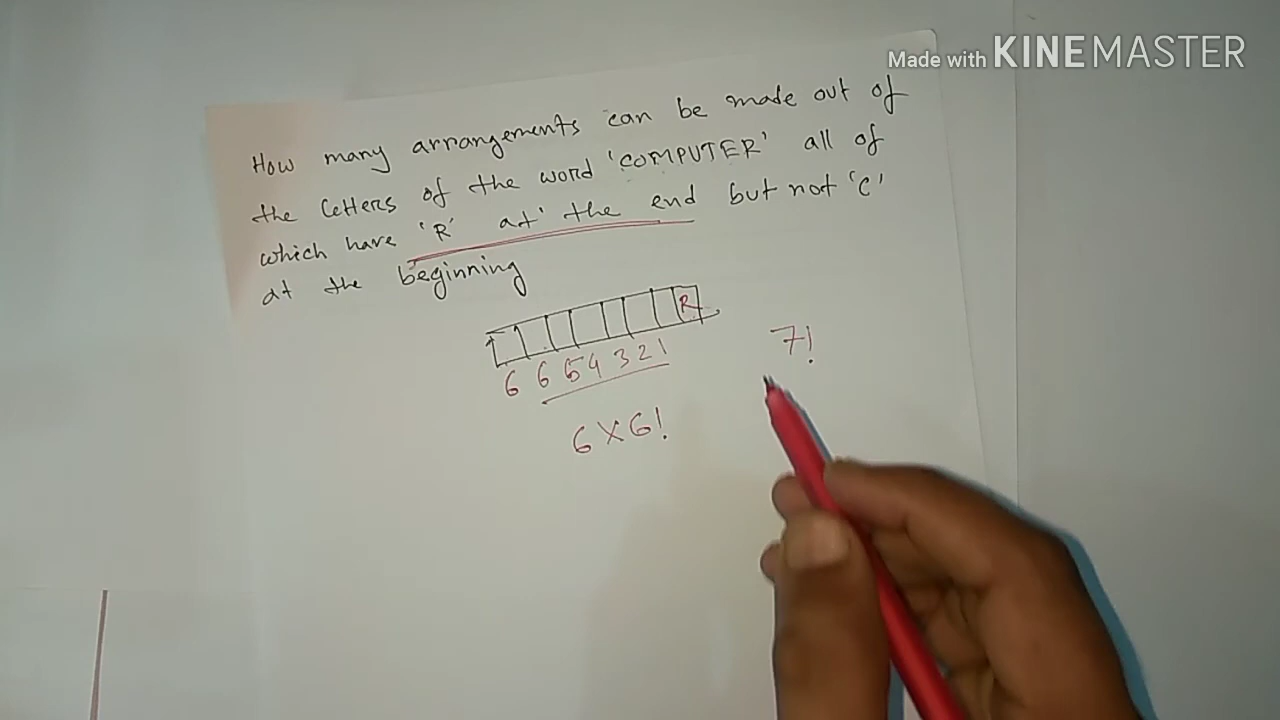 Made with KINEMASTER
How many arrangements can be made out of
the letters of the word 'COMPUTER' all of
which have 'R' at the end but not 'C'
at the beginning
R
6 6 5 4 3 2 1
7!
6 × 6!